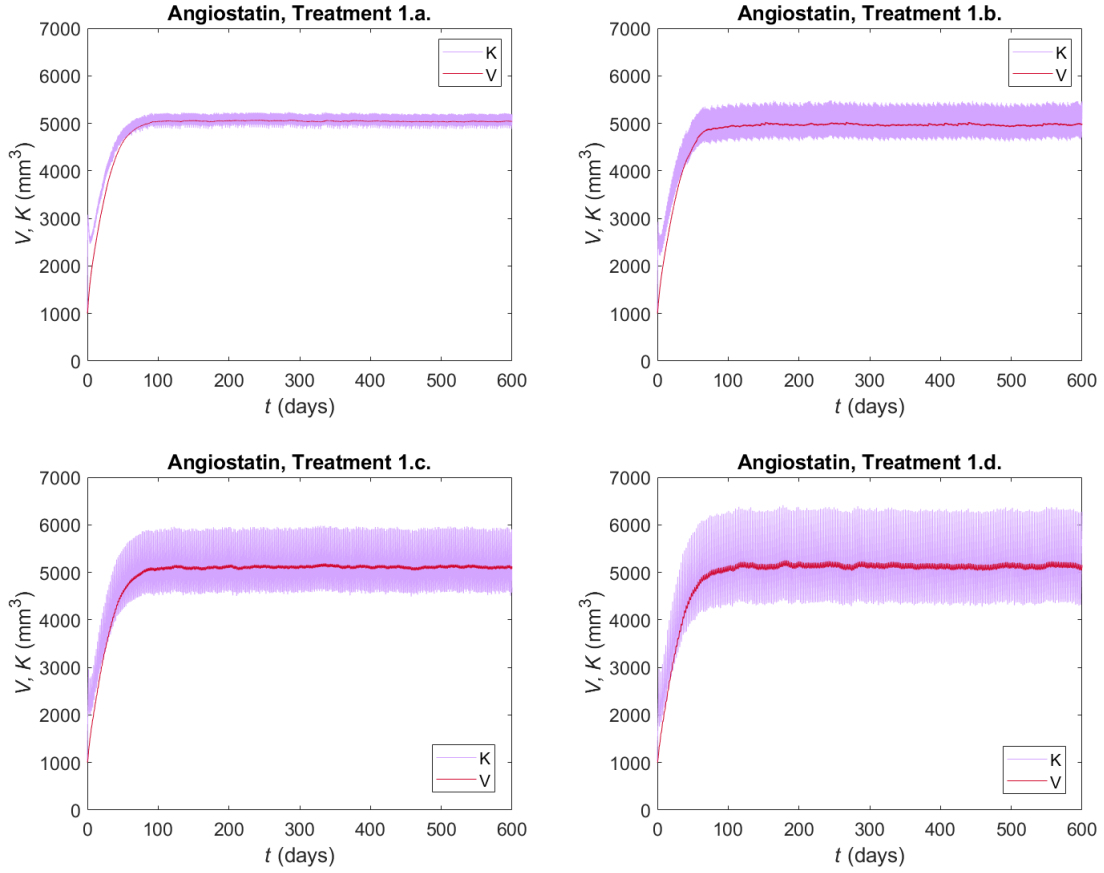 Angiostatin, Treatment 1.a.
7000
6000
5000
4000
3000
2000
1000
0
V, K (mm³)
K
V
0 100 200 300 400 500 600
t (days)
Angiostatin, Treatment 1.b.
7000
6000
5000
4000
3000
2000
1000
0
V, K (mm³)
K
V
0 100 200 300 400 500 600
t (days)
Angiostatin, Treatment 1.c.
7000
6000
5000
4000
3000
2000
1000
0
V, K (mm³)
K
V
0 100 200 300 400 500 600
t (days)
Angiostatin, Treatment 1.d.
7000
6000
5000
4000
3000
2000
1000
0
V, K (mm³)
K
V
0 100 200 300 400 500 600
t (days)